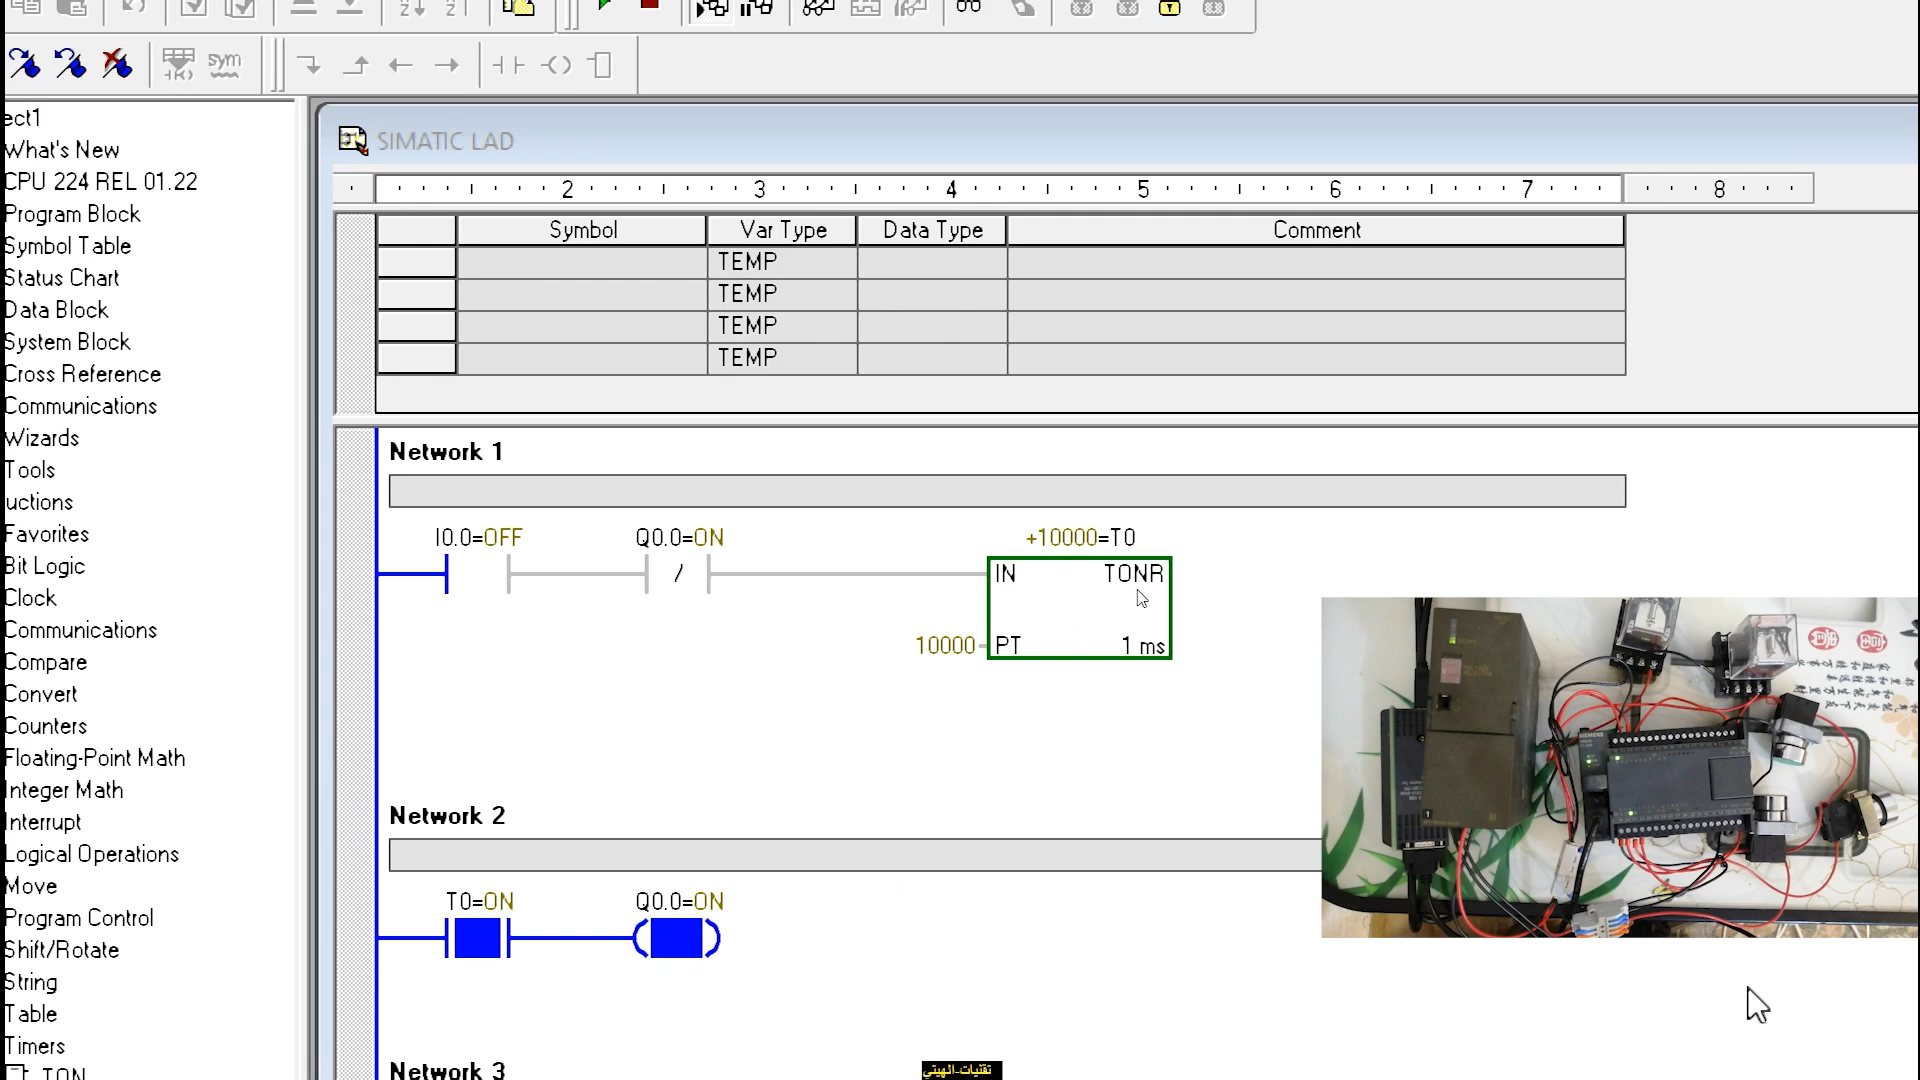 sym
ect1
What's New
CPU 224 REL 01.22
Program Block
Symbol Table
Status Chart
Data Block
System Block
Cross Reference
Communications
Wizards
Tools
uctions
Favorites
Bit Logic
Clock
Communications
Compare
Convert
Counters
Floating-Point Math
Integer Math
Interrupt
Logical Operations
Move
Program Control
Shift/Rotate
String
Table
Timers
TON
SIMATIC LAD
2 3 4 5 6 7 8
Symbol Var Type Data Type Comment
TEMP
TEMP
TEMP
TEMP
Network 1
I0.0=OFF Q0.0=ON +10000=T0
/ IN TONR
10000 PT 1 ms
Network 2
T0=ON Q0.0=ON
Network 3
تقنيات-الهيتي
SIEMENS